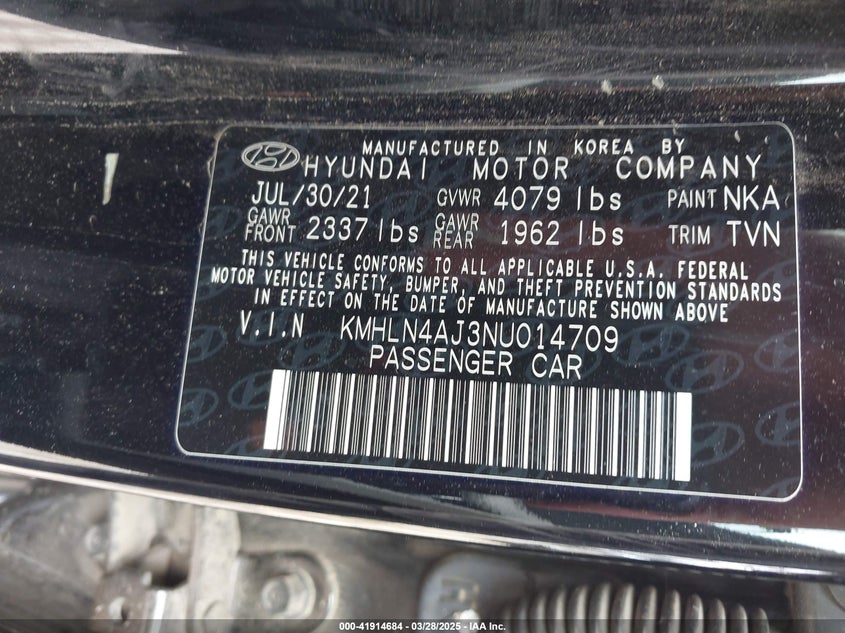 MANUFACTURED IN KOREA BY
HYUNDAI MOTOR COMPANY
JUL/30/21 GVWR 4079 lbs PAINT NKA
GAWR FRONT 2337 lbs GAWR REAR 1962 lbs TRIM TVN
THIS VEHICLE CONFORMS TO ALL APPLICABLE U.S.A. FEDERAL
MOTOR VEHICLE SAFETY, BUMPER, AND THEFT PREVENTION STANDARDS
IN EFFECT ON THE DATE OF MANUFACTURE SHOWN ABOVE
V.I.N KMHLN4AJ3NU014709
PASSENGER CAR
000-41914684 | 03/28/2025 - © IAA Inc.